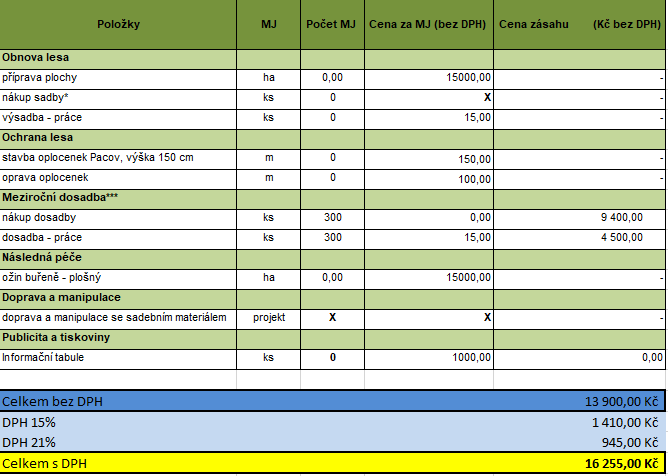 Položky MJ Počet MJ Cena za MJ (bez DPH) Cena zásahu (Kč bez DPH)
Obnova lesa
příprava plochy ha 0,00 15000,00 -
nákup sadby* ks 0 X -
výsadba - práce ks 0 15,00 -
Ochrana lesa
stavba oplocenek Pacov, výška 150 cm m 0 150,00 -
oprava oplocenek m 0 100,00 -
Meziroční dosadba***
nákup dosadby ks 300 0,00 9 400,00
dosadba - práce ks 300 15,00 4 500,00
Následná péče
ožin buřeně - plošný ha 0,00 15000,00 -
Doprava a manipulace
doprava a manipulace se sadebním materiálem projekt X X -
Publicita a tiskoviny
Informační tabule ks 0 1000,00 0,00
Celkem bez DPH 13 900,00 Kč
DPH 15% 1 410,00 Kč
DPH 21% 945,00 Kč
Celkem s DPH 16 255,00 Kč